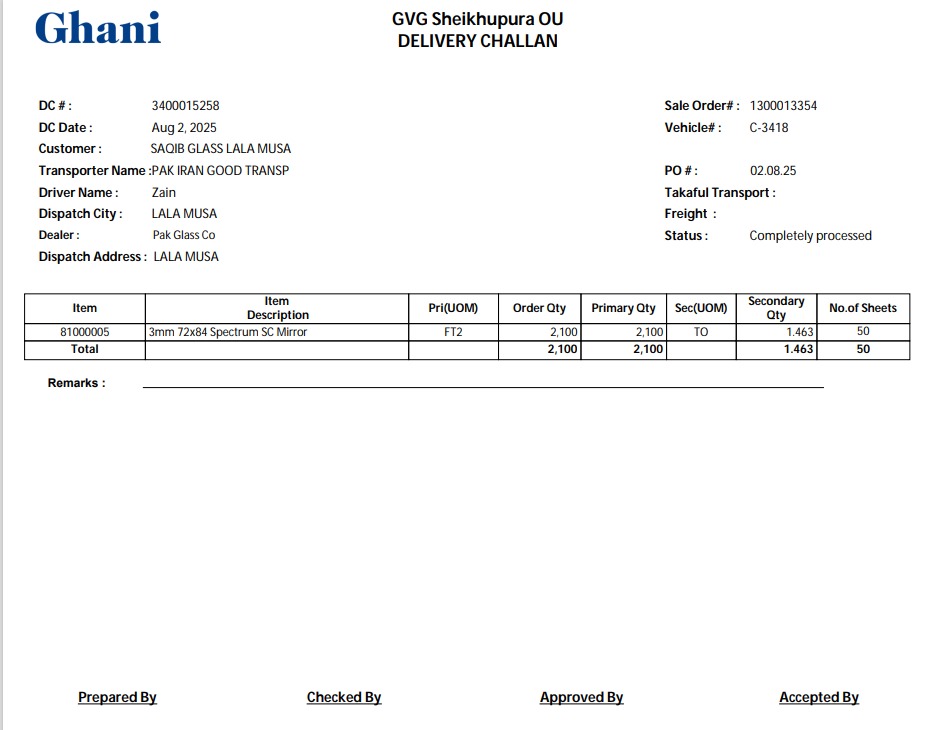 Ghani
GVG Sheikhupura OU
DELIVERY CHALLAN
DC # : 3400015258 Sale Order# : 1300013354
DC Date : Aug 2, 2025 Vehicle# : C-3418
Customer : SAQIB GLASS LALA MUSA
Transporter Name :PAK IRAN GOOD TRANSP PO # : 02.08.25
Driver Name : Zain Takaful Transport :
Dispatch City : LALA MUSA Freight :
Dealer : Pak Glass Co Status : Completely processed
Dispatch Address : LALA MUSA
Item Item Description Pri(UOM) Order Qty Primary Qty Sec(UOM) Secondary Qty No.of Sheets
81000005 3mm 72x84 Spectrum SC Mirror FT2 2,100 2,100 TO 1.463 50
Total 2,100 2,100 1.463 50
Remarks :
Prepared By Checked By Approved By Accepted By